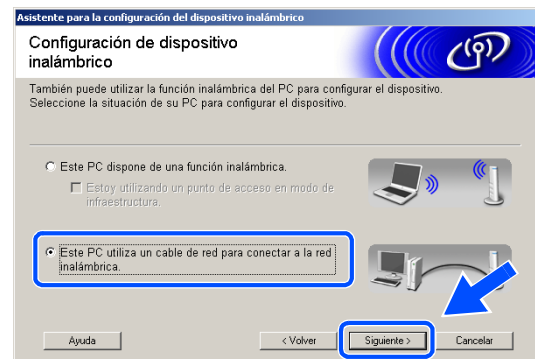 Asistente para la configuración del dispositivo inalámbrico
Configuración de dispositivo
inalámbrico
También puede utilizar la función inalámbrica del PC para configurar el dispositivo.
Seleccione la situación de su PC para configurar el dispositivo.
Este PC dispone de una función inalámbrica.
Estoy utilizando un punto de acceso en modo de
infraestructura.
Este PC utiliza un cable de red para conectar a la red
inalámbrica.
Ayuda
< Volver
Siguiente >
Cancelar